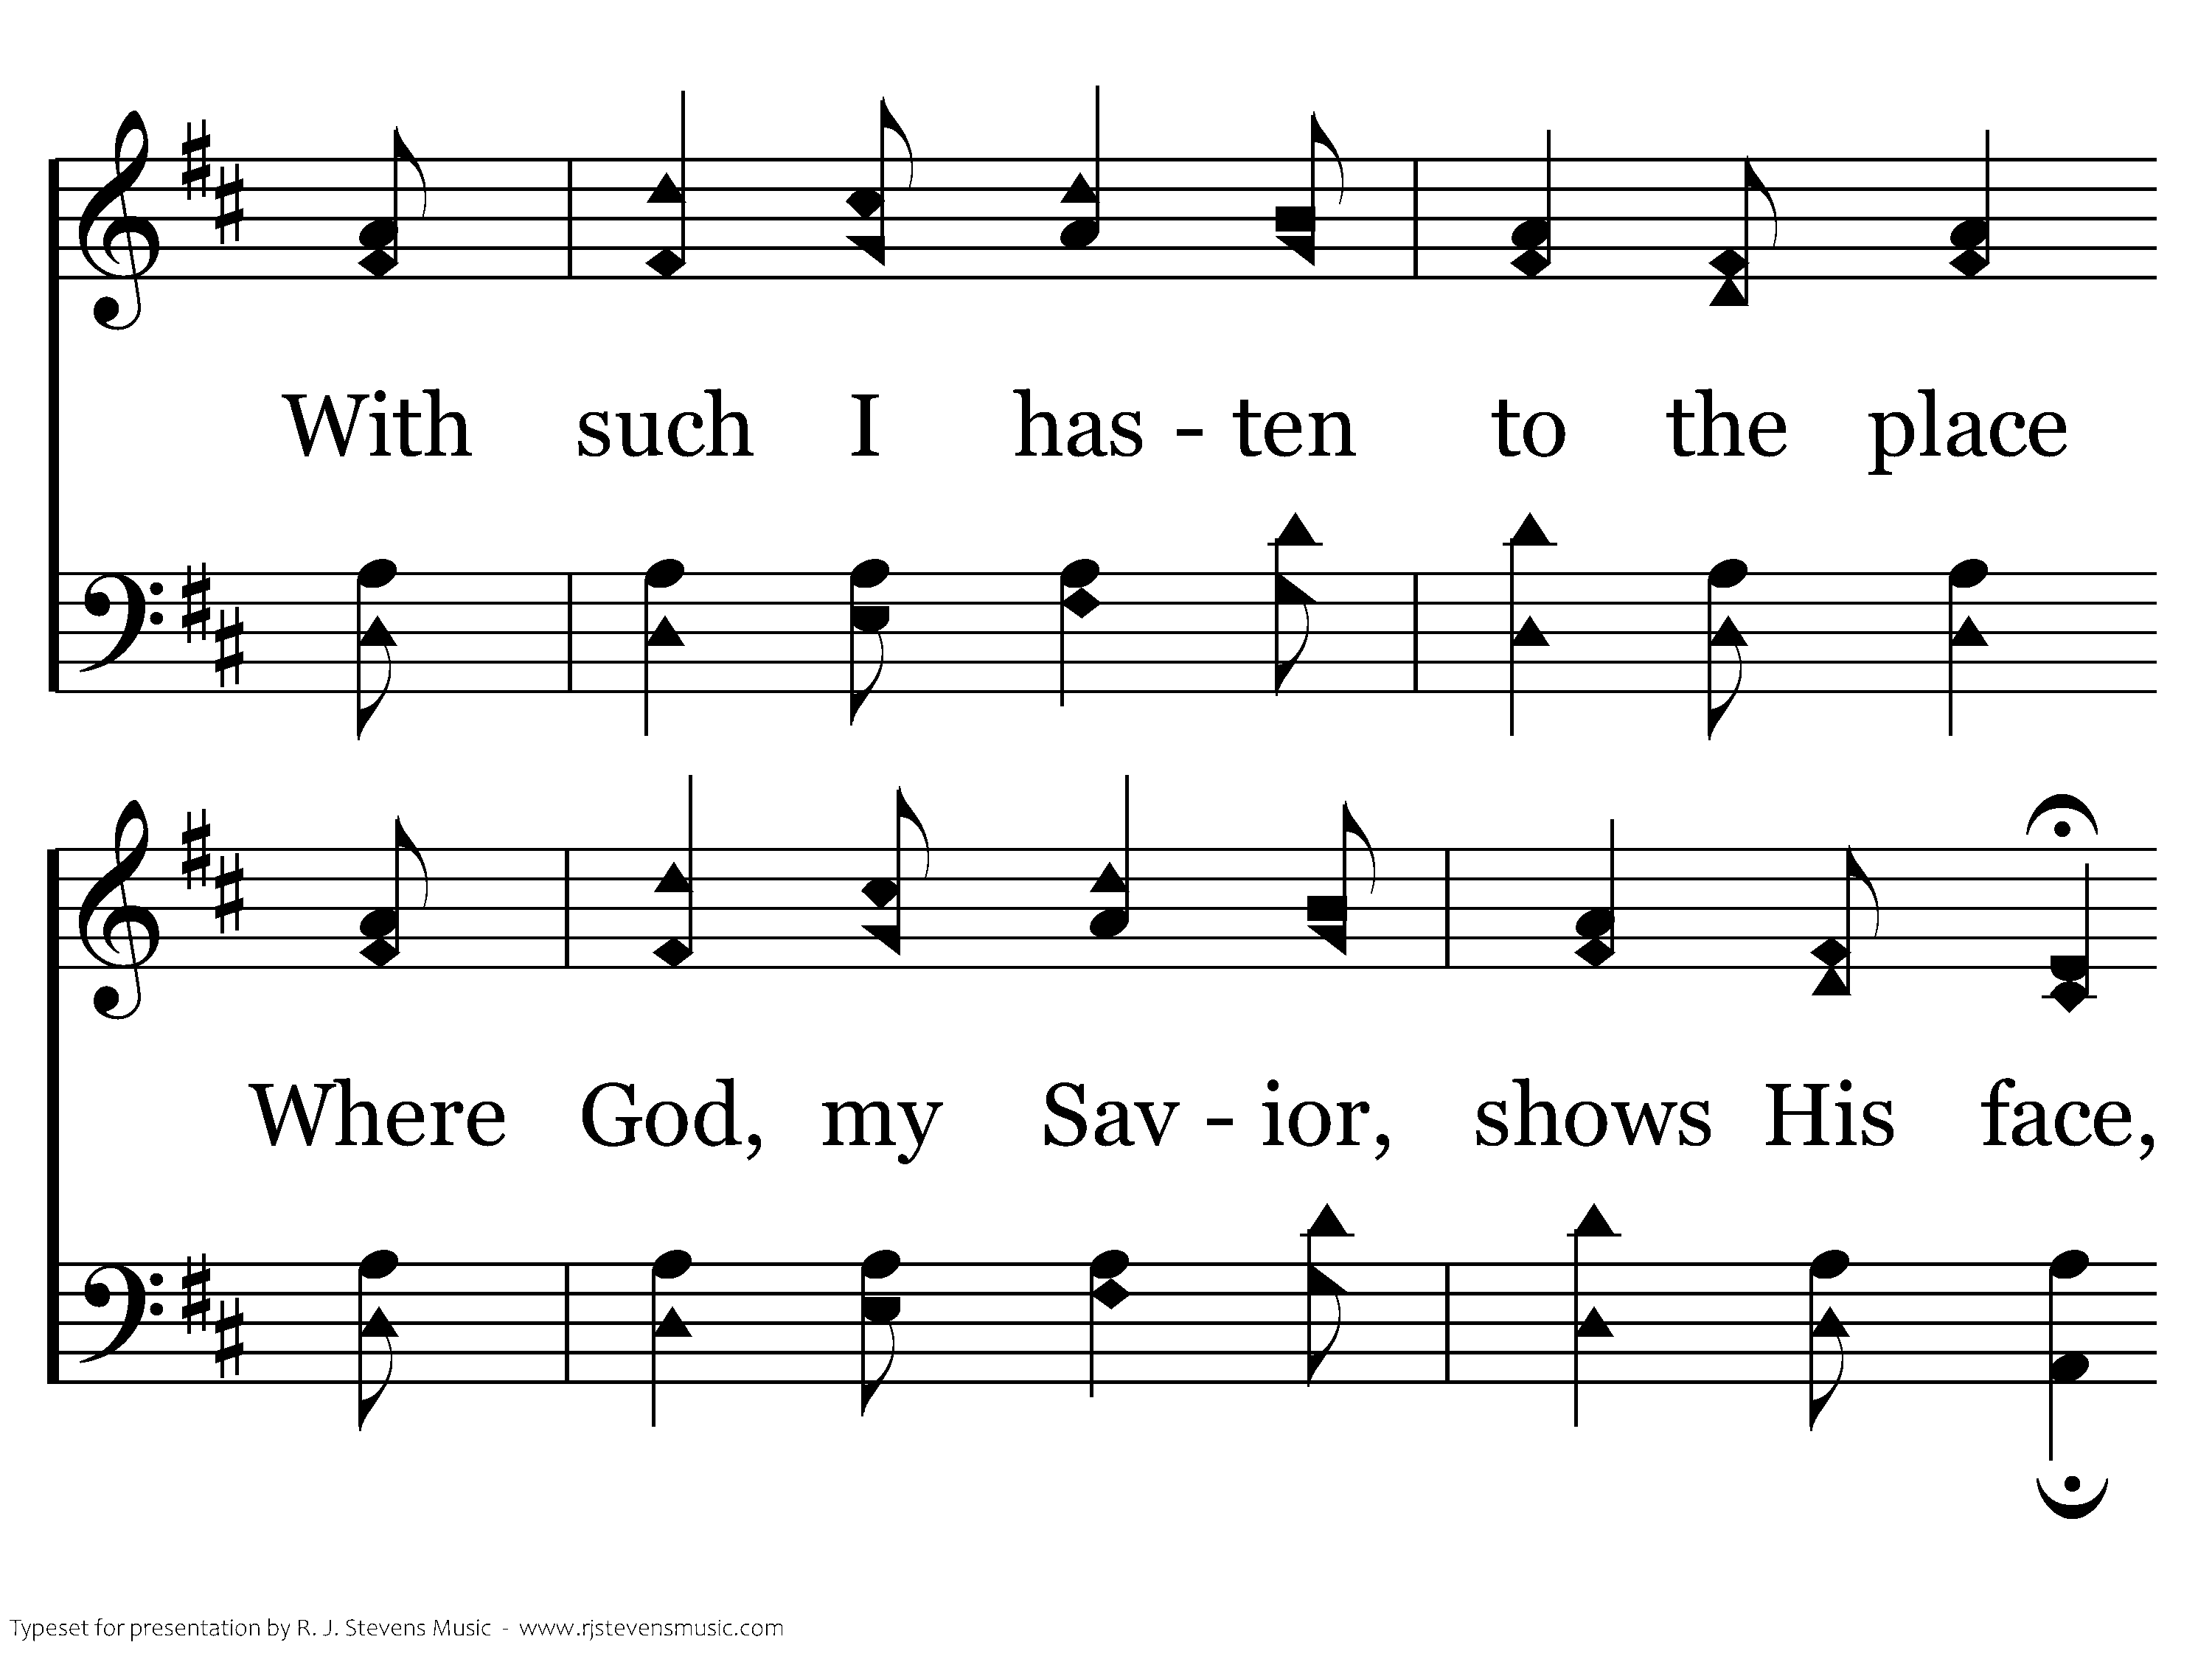 With such I has - ten to the place
Where God, my Sav - ior, shows His face,
Typeset for presentation by R. J. Stevens Music - www.rjstevensmusic.com